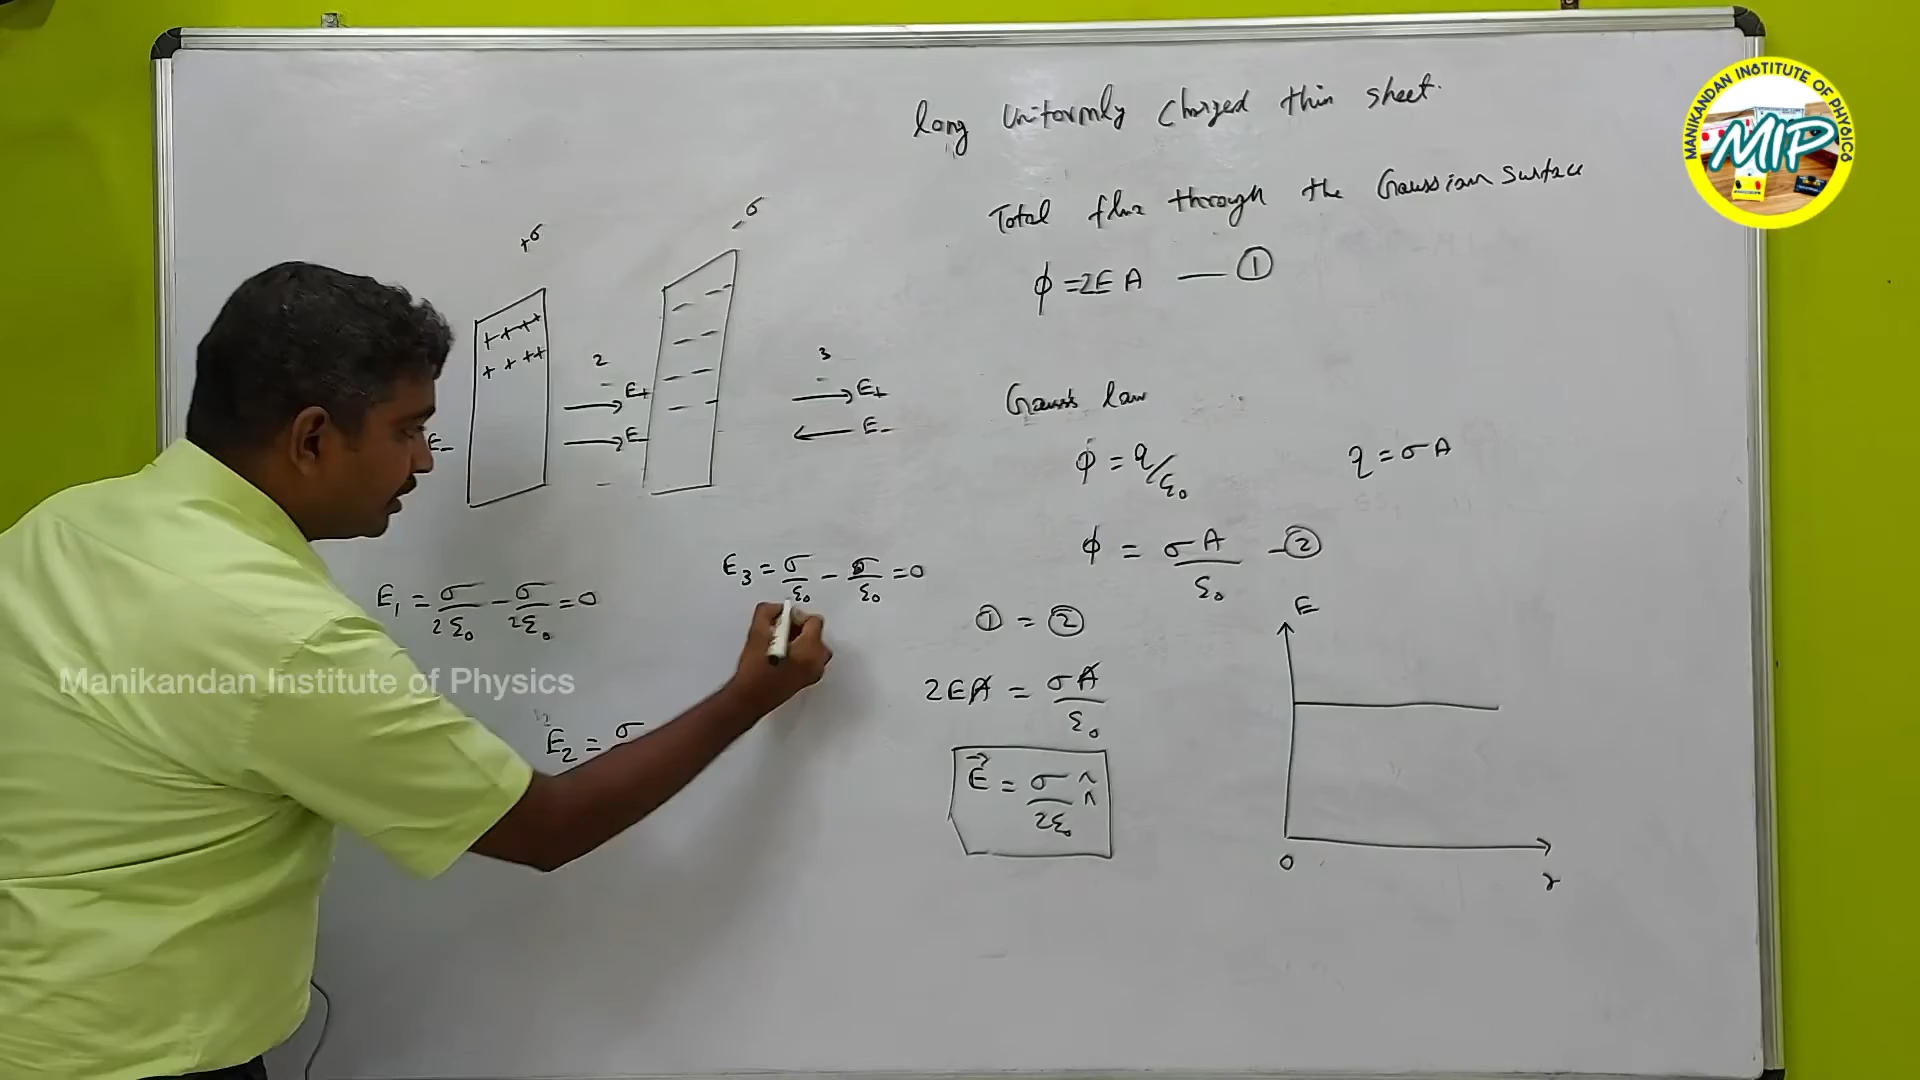 long Uniformly Charged thin sheet.
Total flux through the Gaussian surface
ϕ = 2EA — ①
Gauss's law
ϕ = q/ε₀
q = σA
ϕ = σA/ε₀ - ②
① = ②
2EA = σA/ε₀
E⃗ = σ/2ε₀ n̂
E
0
r
+σ
-σ
+ + + +
+ + + +
2
E+
E-
3
E+
E-
E-
E₁ = σ/2ε₀ - σ/2ε₀ = 0
E₃ = σ/ε₀ - σ/ε₀ = 0
E₂ = σ
MANIKANDAN INSTITUTE OF PHYSICS
MIP
Manikandan Institute of Physics